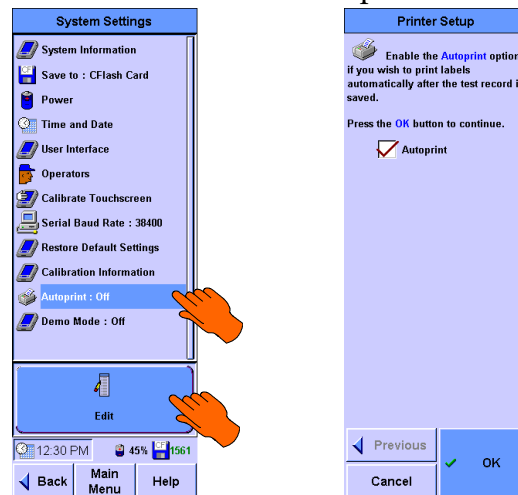 System Settings
System Information
Save to : CFlash Card
Power
Time and Date
User Interface
Operators
Calibrate Touchscreen
Serial Baud Rate : 38400
Restore Default Settings
Calibration Information
Autoprint : Off
Demo Mode : Off
Edit
12:30 PM 45% CF 1561
Back Main Menu Help
Printer Setup
Enable the Autoprint option
if you wish to print labels
automatically after the test record i
saved.
Press the OK button to continue.
Autoprint
Previous
OK
Cancel